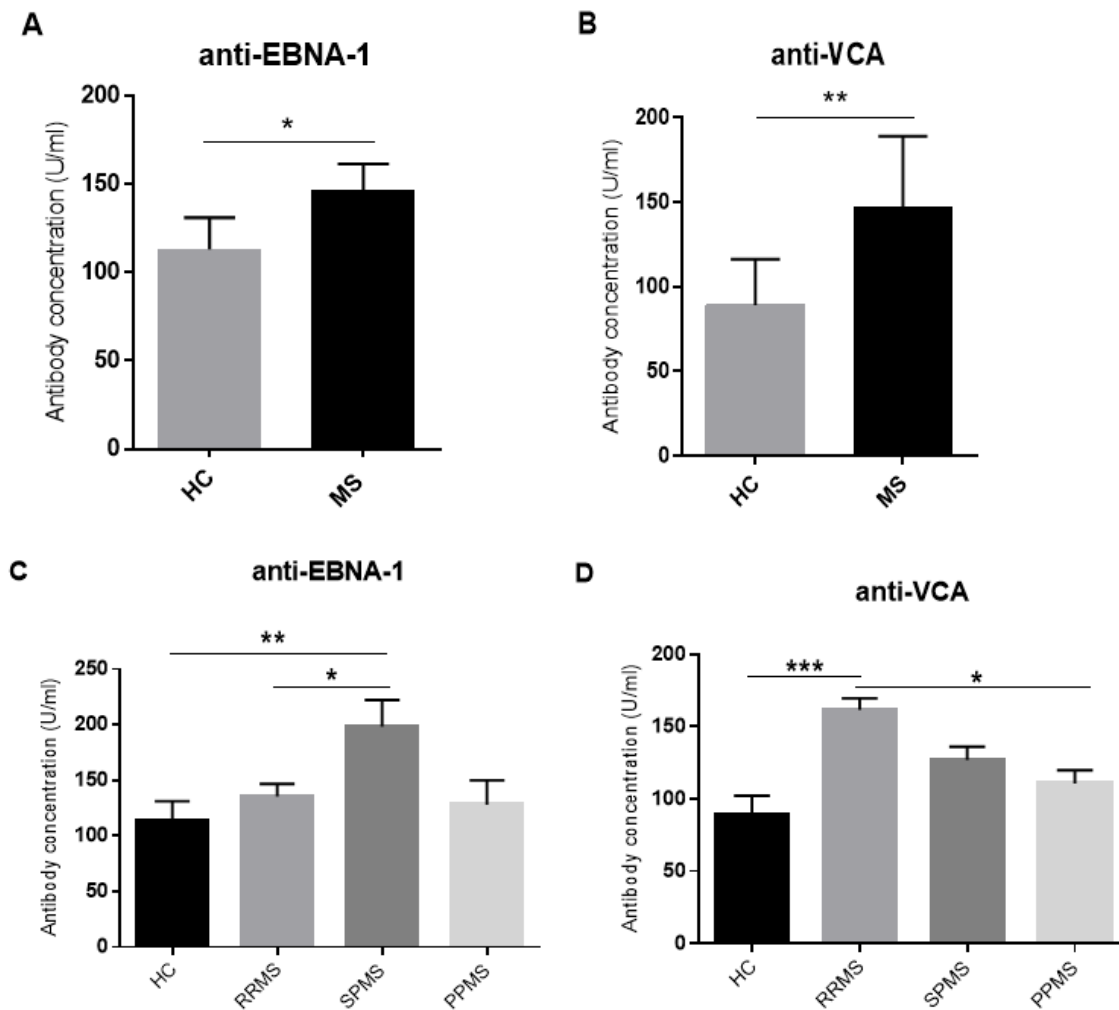 A
anti-EBNA-1
Antibody concentration (U/ml)
200
150
100
50
0
*
HC
MS
B
anti-VCA
Antibody concentration (U/ml)
200
150
100
50
0
**
HC
MS
C
anti-EBNA-1
Antibody concentration (U/ml)
250
200
150
100
50
0
**
*
HC
RRMS
SPMS
PPMS
D
anti-VCA
Antibody concentration (U/ml)
200
150
100
50
0
***
*
HC
RRMS
SPMS
PPMS